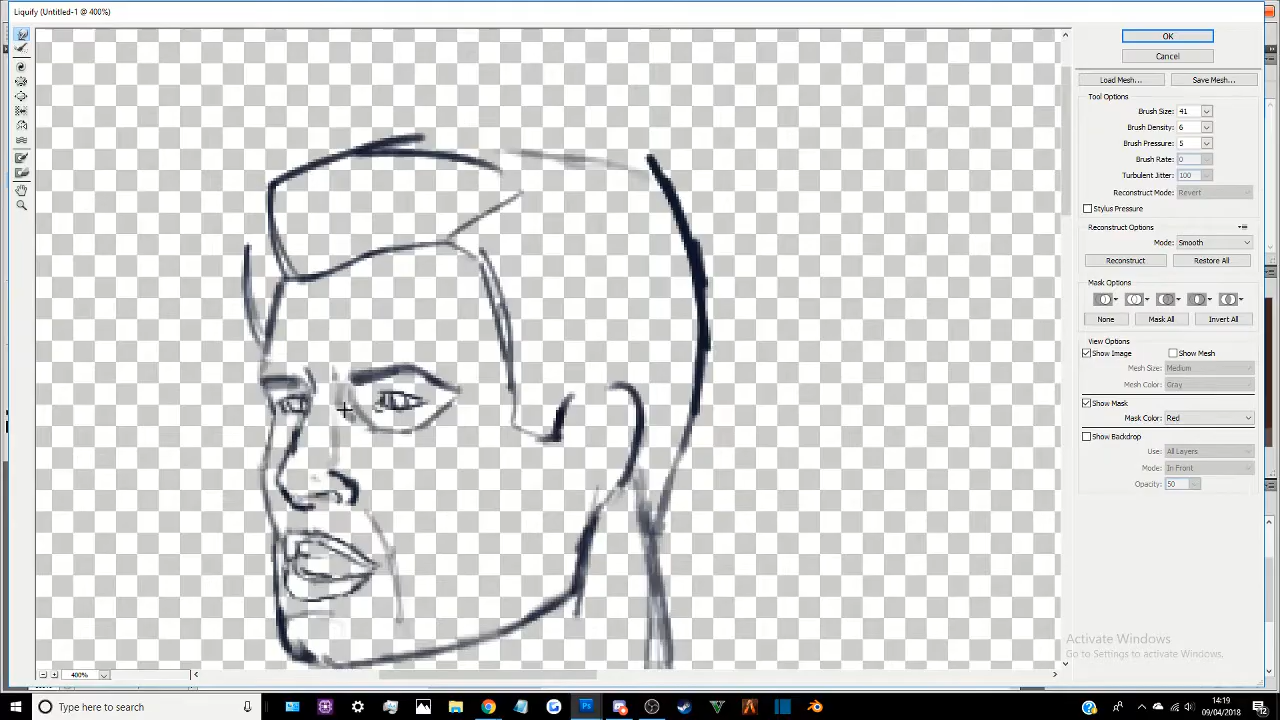 Liquify (Untitled-1 @ 400%)
OK
Cancel
Load Mesh...
Save Mesh...
Tool Options
Brush Size: 41
Brush Density: 6
Brush Pressure: 5
Brush Rate: 0
Turbulent Jitter: 100
Reconstruct Mode: Revert
Stylus Pressure
Reconstruct Options
Mode: Smooth
Reconstruct
Restore All
Mask Options
None
Mask All
Invert All
View Options
Show Image
Show Mesh
Mesh Size: Medium
Mesh Color: Gray
Show Mask
Mask Color: Red
Show Backdrop
Use: All Layers
Mode: In Front
Opacity: 50
Activate Windows
Go to Settings to activate Windows.
400%
Type here to search
14:19
09/04/2018
12